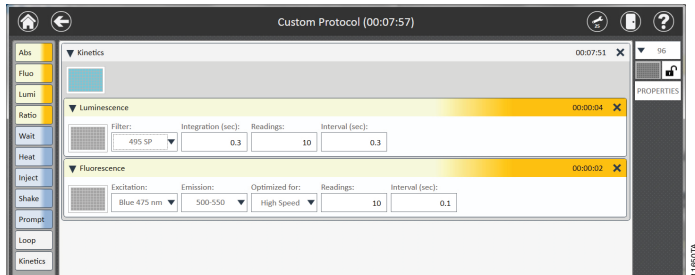 Custom Protocol (00:07:57)
25
?
Abs
Fluo
Lumi
Ratio
Wait
Heat
Inject
Shake
Prompt
Loop
Kinetics
Kinetics 00:07:51 X
Luminescence 00:00:04 X
Filter: Integration (sec): Readings: Interval (sec):
495 SP 0.3 10 0.3
Fluorescence 00:00:02 X
Excitation: Emission: Optimized for: Readings: Interval (sec):
Blue 475 nm 500-550 High Speed 10 0.1
96
PROPERTIES
11850TA